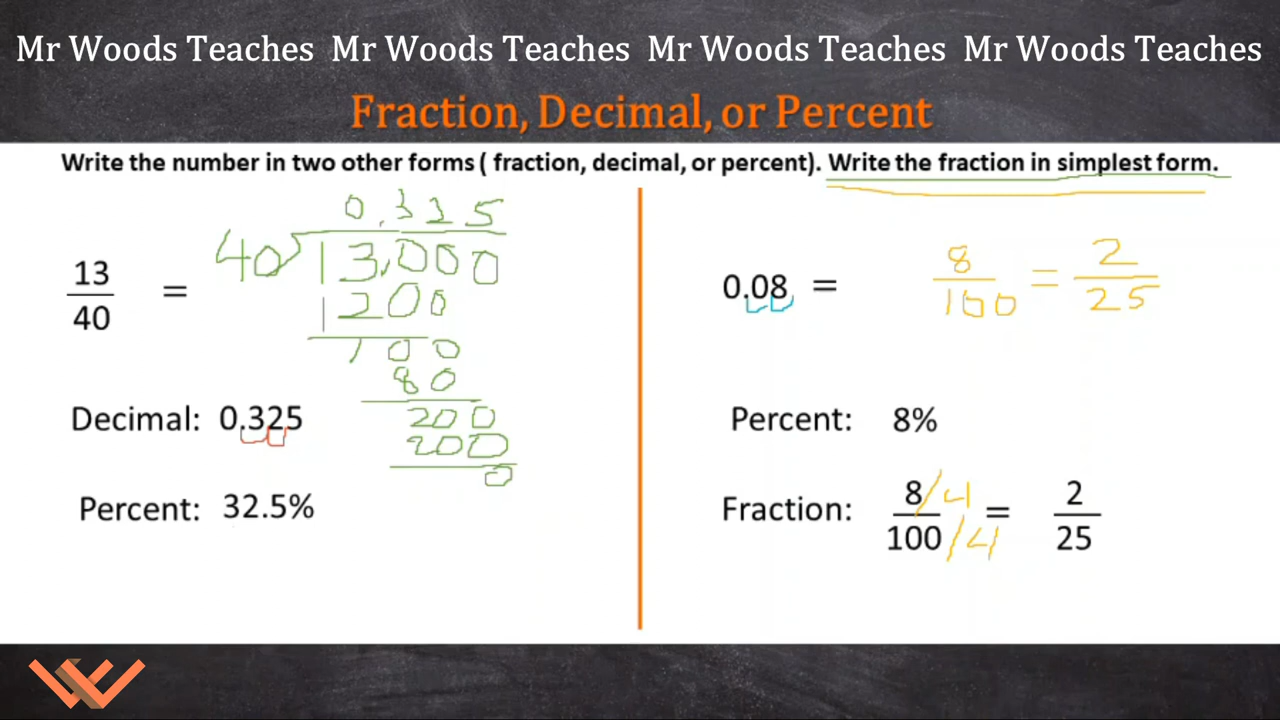 Mr Woods Teaches Mr Woods Teaches Mr Woods Teaches Mr Woods Teaches
Fraction, Decimal, or Percent
Write the number in two other forms ( fraction, decimal, or percent). Write the fraction in simplest form.
0.325
40 13.000
13/40 =
1200
100
80
200
200
0
Decimal: 0.325
Percent: 32.5%
0.08 = 8/100 = 2/25
Percent: 8%
Fraction: 8/4 / 100/4 = 2/25